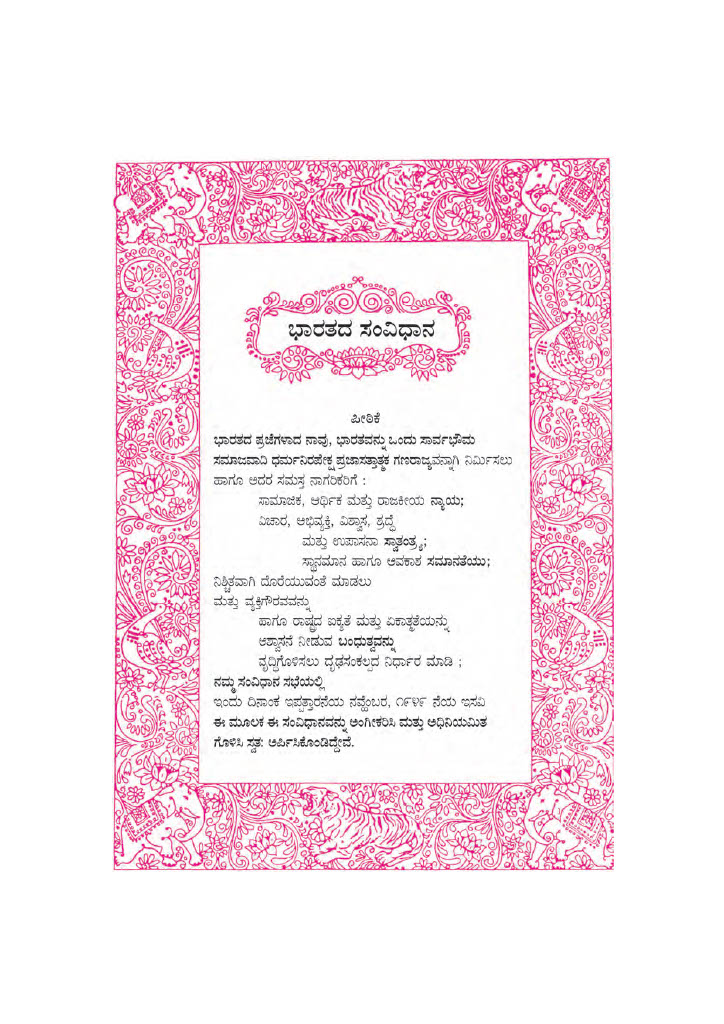 ಭಾರತದ ಸಂವಿಧಾನ
ಪೀಠಿಕೆ
ಭಾರತದ ಪ್ರಜೆಗಳಾದ ನಾವು, ಭಾರತವನ್ನು ಒಂದು ಸಾರ್ವಭೌಮ
ಸಮಾಜವಾದಿ ಧರ್ಮನಿರಪೇಕ್ಷ ಪ್ರಜಾಸತ್ತಾತ್ಮಕ ಗಣರಾಜ್ಯವನ್ನಾಗಿ ನಿರ್ಮಿಸಲು
ಹಾಗೂ ಅದರ ಸಮಸ್ತ ನಾಗರಿಕರಿಗೆ :
ಸಾಮಾಜಿಕ, ಆರ್ಥಿಕ ಮತ್ತು ರಾಜಕೀಯ ನ್ಯಾಯ;
ವಿಚಾರ, ಅಭಿವ್ಯಕ್ತಿ, ವಿಶ್ವಾಸ, ಶ್ರದ್ಧೆ
ಮತ್ತು ಉಪಾಸನಾ ಸ್ವಾತಂತ್ರ್ಯ;
ಸ್ಥಾನಮಾನ ಹಾಗೂ ಅವಕಾಶ ಸಮಾನತೆಯು;
ನಿಶ್ಚಿತವಾಗಿ ದೊರೆಯುವಂತೆ ಮಾಡಲು
ಮತ್ತು ವ್ಯಕ್ತಿಗೌರವವನ್ನು
ಹಾಗೂ ರಾಷ್ಟ್ರದ ಐಕ್ಯತೆ ಮತ್ತು ಏಕಾತ್ಮತೆಯನ್ನು
ಆಶ್ವಾಸನೆ ನೀಡುವ ಬಂಧುತ್ವವನ್ನು
ವೃದ್ಧಿಗೊಳಿಸಲು ದೃಢಸಂಕಲ್ಪದ ನಿರ್ಧಾರ ಮಾಡಿ ;
ನಮ್ಮ ಸಂವಿಧಾನ ಸಭೆಯಲ್ಲಿ
ಇಂದು ದಿನಾಂಕ ಇಪ್ಪತ್ತಾರನೆಯ ನವ್ಹೆಂಬರ, ೧೯೪೯ ನೆಯ ಇಸವಿ
ಈ ಮೂಲಕ ಈ ಸಂವಿಧಾನವನ್ನು ಅಂಗೀಕರಿಸಿ ಮತ್ತು ಅಧಿನಿಯಮಿತ
ಗೊಳಿಸಿ ಸ್ವತಃ ಅರ್ಪಿಸಿಕೊಂಡಿದ್ದೇವೆ.